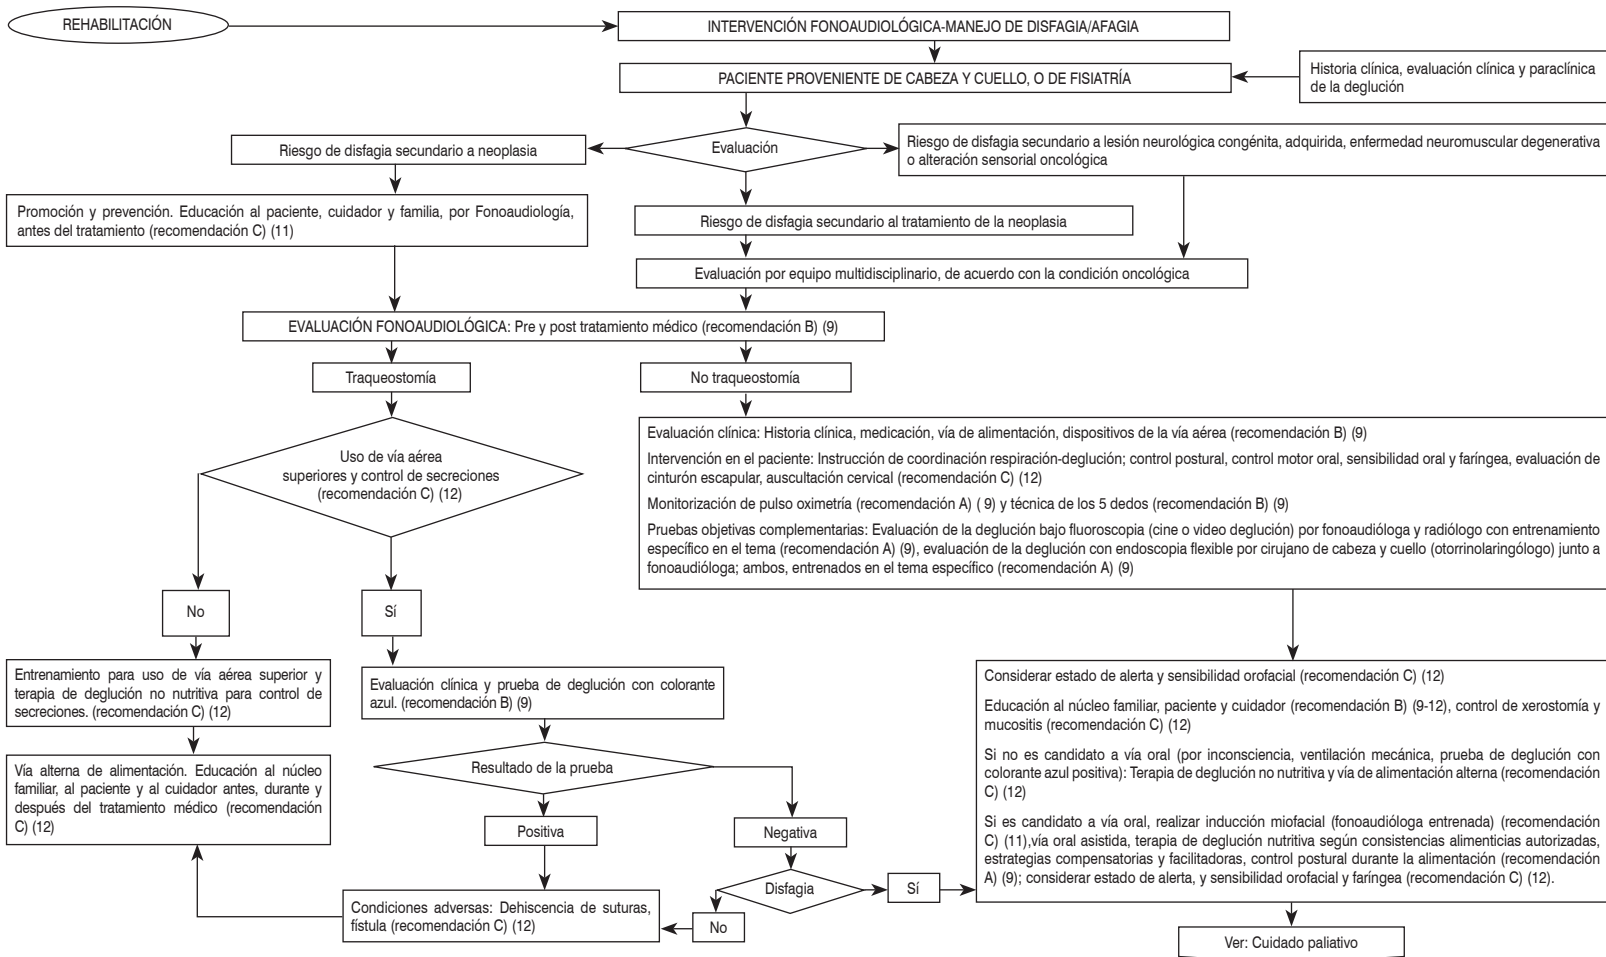 REHABILITACIÓN
INTERVENCIÓN FONOAUDIOLÓGICA-MANEJO DE DISFAGIA/AFAGIA
PACIENTE PROVENIENTE DE CABEZA Y CUELLO, O DE FISIATRÍA
Historia clínica, evaluación clínica y paraclínica
de la deglución
Evaluación
Riesgo de disfagia secundario a neoplasia
Riesgo de disfagia secundario a lesión neurológica congénita, adquirida, enfermedad neuromuscular degenerativa
o alteración sensorial oncológica
Promoción y prevención. Educación al paciente, cuidador y familia, por Fonoaudiología,
antes del tratamiento (recomendación C) (11)
Riesgo de disfagia secundario al tratamiento de la neoplasia
Evaluación por equipo multidisciplinario, de acuerdo con la condición oncológica
EVALUACIÓN FONOAUDIOLÓGICA: Pre y post tratamiento médico (recomendación B) (9)
Traqueostomía
No traqueostomía
Uso de vía aérea
superiores y control de secreciones
(recomendación C) (12)
Evaluación clínica: Historia clínica, medicación, vía de alimentación, dispositivos de la vía aérea (recomendación B) (9)
Intervención en el paciente: Instrucción de coordinación respiración-deglución; control postural, control motor oral, sensibilidad oral y faríngea, evaluación de
cinturón escapular, auscultación cervical (recomendación C) (12)
Monitorización de pulso oximetría (recomendación A) ( 9) y técnica de los 5 dedos (recomendación B) (9)
Pruebas objetivas complementarias: Evaluación de la deglución bajo fluoroscopia (cine o video deglución) por fonoaudióloga y radiólogo con entrenamiento
específico en el tema (recomendación A) (9), evaluación de la deglución con endoscopia flexible por cirujano de cabeza y cuello (otorrinolaringólogo) junto a
fonoaudióloga; ambos, entrenados en el tema específico (recomendación A) (9)
No
Sí
Entrenamiento para uso de vía aérea superior y
terapia de deglución no nutritiva para control de
secreciones. (recomendación C) (12)
Evaluación clínica y prueba de deglución con colorante
azul. (recomendación B) (9)
Considerar estado de alerta y sensibilidad orofacial (recomendación C) (12)
Educación al núcleo familiar, paciente y cuidador (recomendación B) (9-12), control de xerostomía y
mucositis (recomendación C) (12)
Si no es candidato a vía oral (por inconsciencia, ventilación mecánica, prueba de deglución con
colorante azul positiva): Terapia de deglución no nutritiva y vía de alimentación alterna (recomendación
C) (12)
Si es candidato a vía oral, realizar inducción miofacial (fonoaudióloga entrenada) (recomendación
C) (11),vía oral asistida, terapia de deglución nutritiva según consistencias alimenticias autorizadas,
estrategias compensatorias y facilitadoras, control postural durante la alimentación (recomendación
A) (9); considerar estado de alerta, y sensibilidad orofacial y faríngea (recomendación C) (12).
Vía alterna de alimentación. Educación al núcleo
familiar, al paciente y al cuidador antes, durante y
después del tratamiento médico (recomendación
C) (12)
Resultado de la prueba
Positiva
Negativa
Disfagia
Sí
No
Condiciones adversas: Dehiscencia de suturas,
fístula (recomendación C) (12)
Ver: Cuidado paliativo